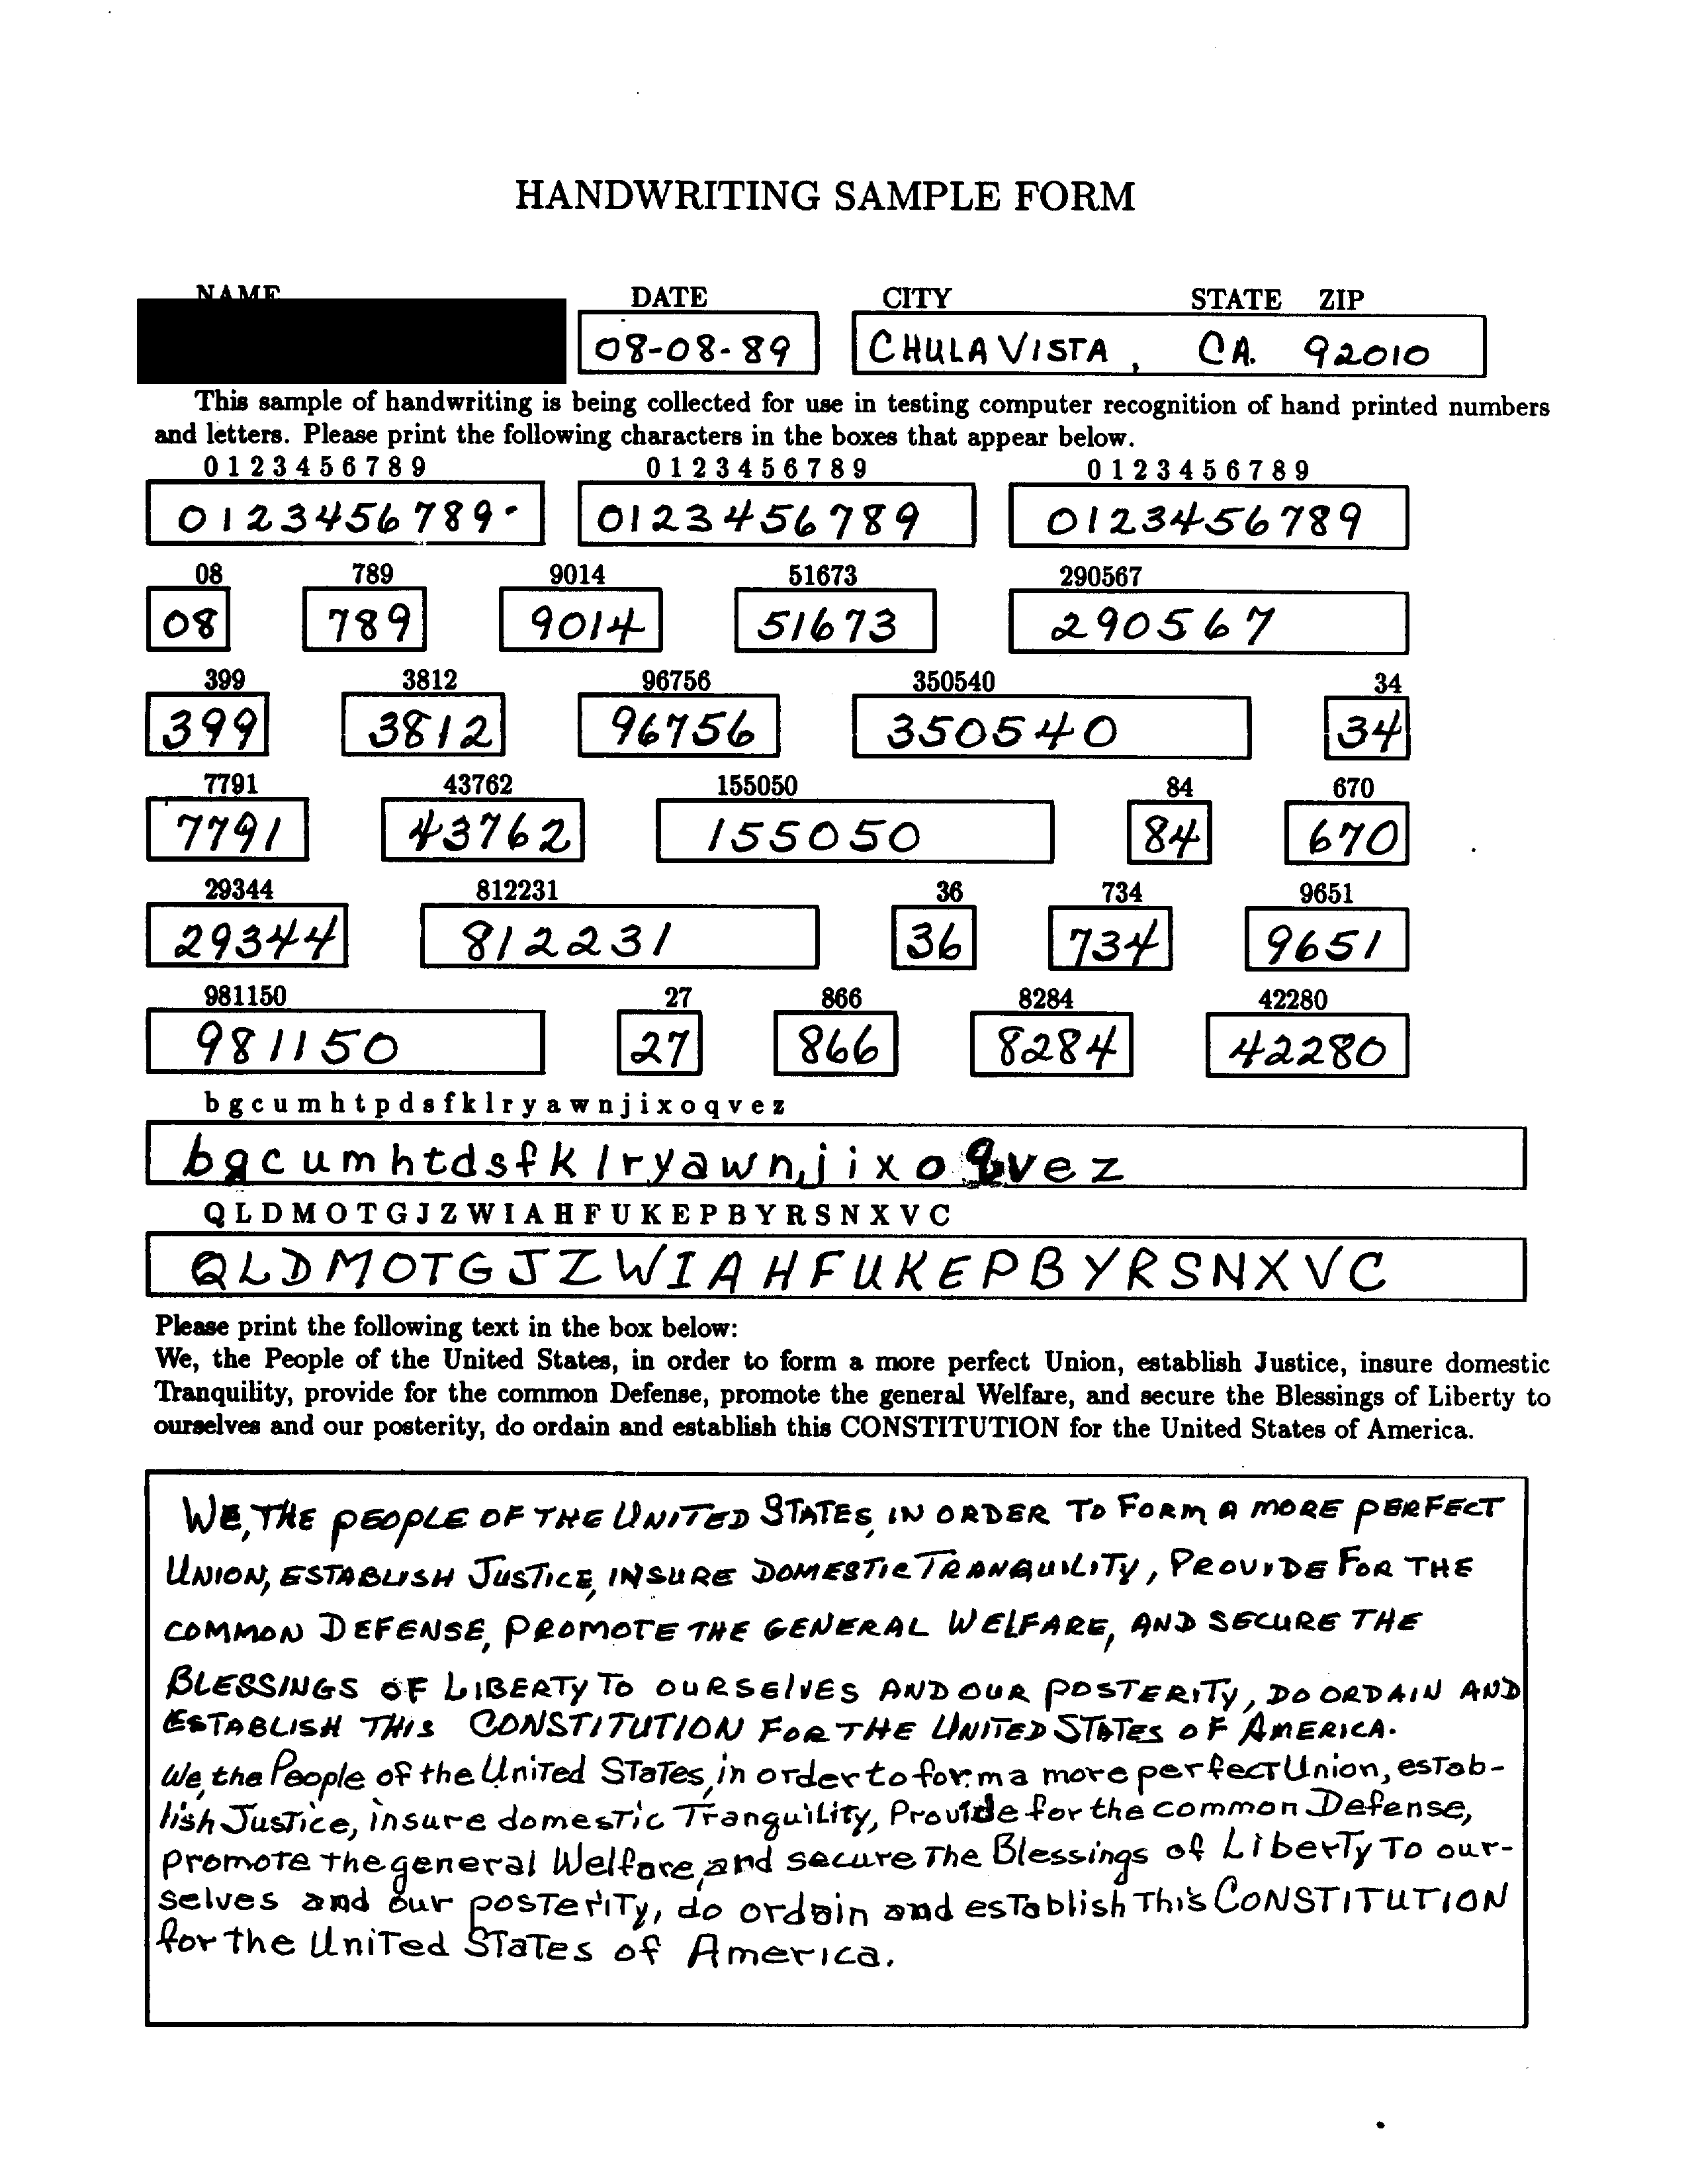 HANDWRITING SAMPLE FORM
NAME DATE CITY STATE ZIP
08-08-89 CHULA VISTA, CA. 92010
This sample of handwriting is being collected for use in testing computer recognition of hand printed numbers
and letters. Please print the following characters in the boxes that appear below.
0 1 2 3 4 5 6 7 8 9 0 1 2 3 4 5 6 7 8 9 0 1 2 3 4 5 6 7 8 9
0123456789 0123456789 0123456789
08 789 9014 51673 290567
08 789 9014 51673 290567
399 3812 96756 350540 34
399 3812 96756 350540 34
7791 43762 155050 84 670
7791 43762 155050 84 670
29344 812231 36 734 9651
29344 812231 36 734 9651
981150 27 866 8284 42280
981150 27 866 8284 42280
b g c u m h t p d s f k l r y a w n j i x o q v e z
b g c u m h t d s f k l r y a w n j i x o q v e z
Q L D M O T G J Z W I A H F U K E P B Y R S N X V C
Q L D M O T G J Z W I A H F U K E P B Y R S N X V C
Please print the following text in the box below:
We, the People of the United States, in order to form a more perfect Union, establish Justice, insure domestic
Tranquility, provide for the common Defense, promote the general Welfare, and secure the Blessings of Liberty to
ourselves and our posterity, do ordain and establish this CONSTITUTION for the United States of America.
WE, THE PEOPLE OF THE UNITED STATES, IN ORDER TO FORM A MORE PERFECT
UNION, ESTABLISH JUSTICE, INSURE DOMESTIC TRANQUILITY, PROVIDE FOR THE
COMMON DEFENSE, PROMOTE THE GENERAL WELFARE, AND SECURE THE
BLESSINGS OF LIBERTY TO OURSELVES AND OUR POSTERITY, DO ORDAIN AND
ESTABLISH THIS CONSTITUTION FOR THE UNITED STATES OF AMERICA.
We, the People of the United States, in order to form a more perfect Union, estab-
lish Justice, insure domestic Tranquility, Provide for the common Defense,
promote the general Welfare, and secure The Blessings of Liberty To our-
selves and our posterity, do ordain and establish This CONSTITUTION
for the United States of America.